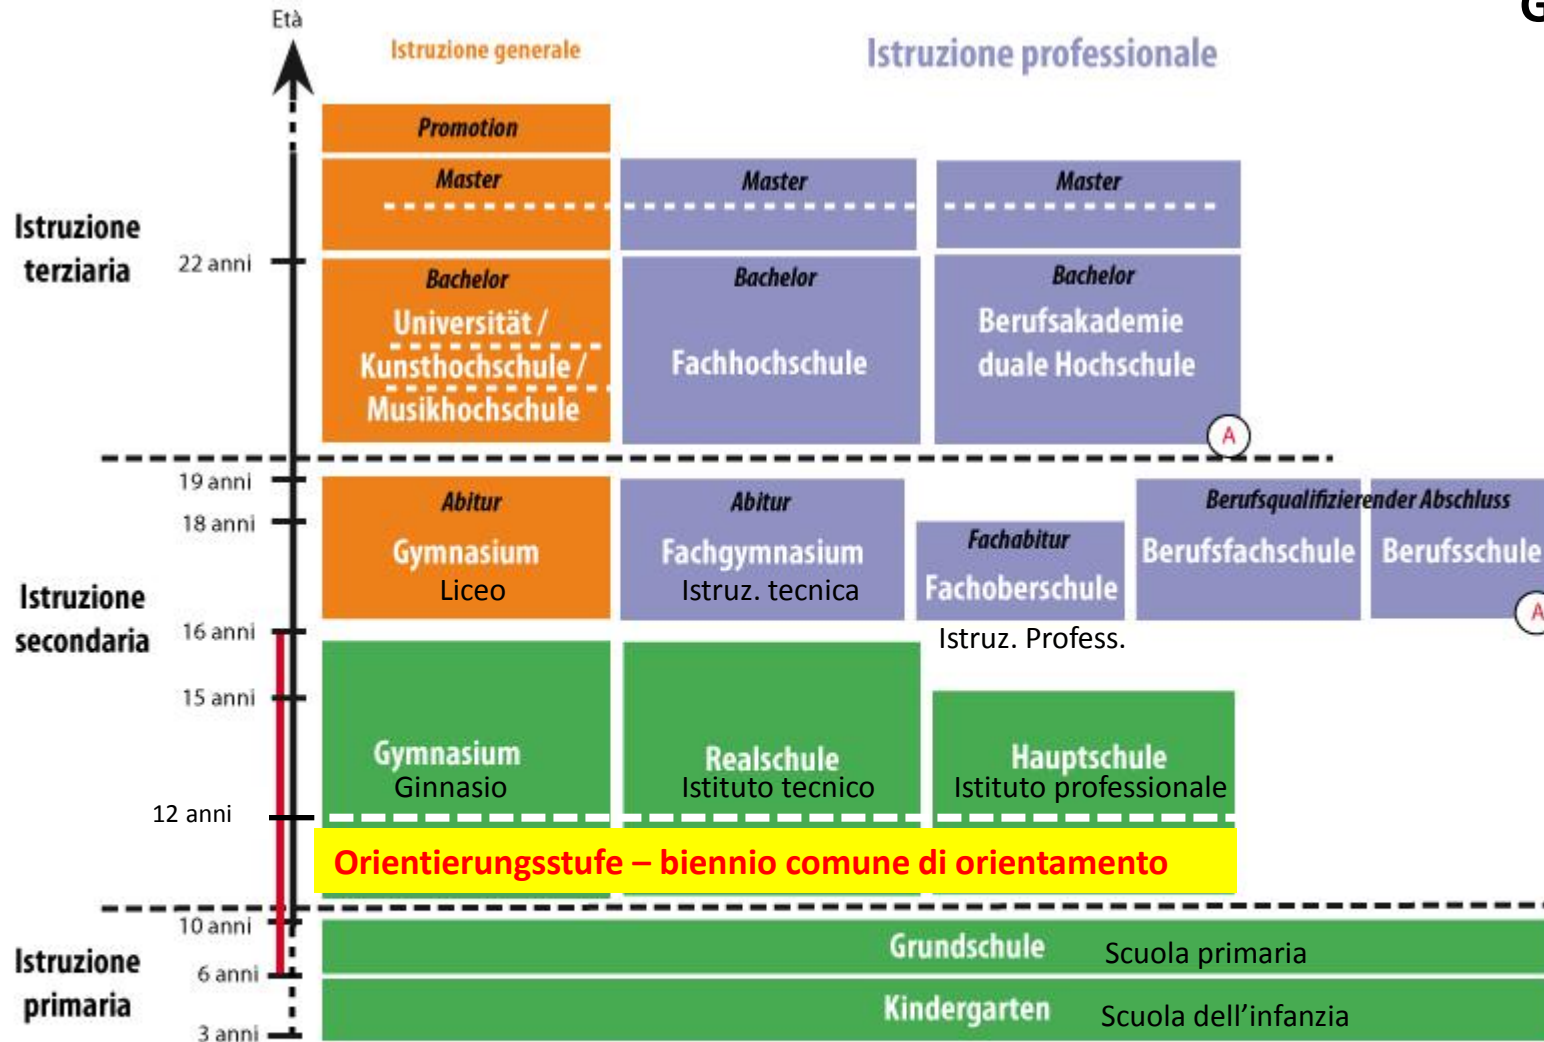 G
Età
Istruzione generale
Istruzione professionale
Promotion
Master
Master
Master
Istruzione
terziaria
22 anni
Bachelor
Universität /
Kunsthochschule /
Musikhochschule
Bachelor
Fachhochschule
Bachelor
Berufsakademie
duale Hochschule
A
19 anni
18 anni
Abitur
Gymnasium
Liceo
Abitur
Fachgymnasium
Istruz. tecnica
Fachabitur
Fachoberschule
Istruz. Profess.
Berufsqualifizierender Abschluss
Berufsfachschule
Berufsschule
A
Istruzione
secondaria
16 anni
15 anni
Gymnasium
Ginnasio
Realschule
Istituto tecnico
Hauptschule
Istituto professionale
12 anni
Orientierungsstufe – biennio comune di orientamento
10 anni
Istruzione
primaria
6 anni
3 anni
Grundschule Scuola primaria
Kindergarten Scuola dell’infanzia